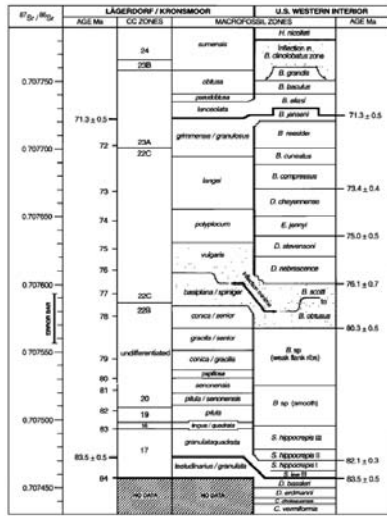 87Sr / 86Sr
LÄGERDORF / KRONSMOOR
U.S. WESTERN INTERIOR
AGE Ma
CC ZONES
MACROFOSSIL ZONES
AGE Ma
0.707750
0.707700
0.707650
0.707600
0.707550
0.707500
0.707450
ERROR BAR
71.3 ± 0.5
72
73
74
75
76
77
78
79
80
81
82
83
83.5 ± 0.5
84
24
23B
23A
22C
22C
22B
undifferentiated
20
19
17
NO DATA
sumensis
obtusa
pseudobtusa
lanceolata
grimmensis / granulosus
langei
polyplocum
vulgaris
basiplana / spiniger
conica / senior
gracilis / senior
conica / gracilis
papillosa
senonensis
pilula / senonensis
pilula
lingua / quadrata
granulataquadrata
testudinarius / granulata
NO DATA
Inflection
H. nicolleti
Inflection in
B. clinolobatus zone
B. grandis
B. baculus
B. eliasi
B. jenseni
B. reesidei
B. cuneatus
B. compressus
D. cheyennense
E. jennyi
D. stevensoni
D. nebrascense
B. scotti
to
B. obtusus
B. sp
(weak flank ribs)
B. sp (smooth)
S. hippocrepis III
S. hippocrepis II
S. hippocrepis I
S. leei III
D. bassleri
D. erdmanni
C. vermiformis
71.3 ± 0.5
73.4 ± 0.4
75.0 ± 0.5
76.1 ± 0.7
80.3 ± 0.5
82.1 ± 0.3
83.5 ± 0.5